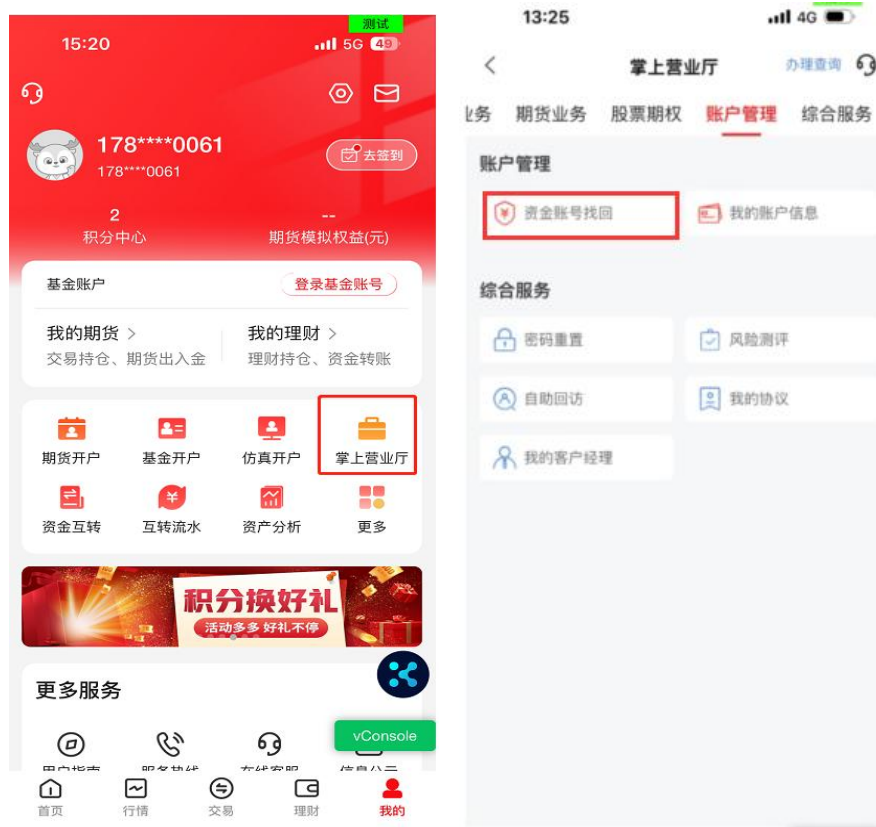 测试
15:20
5G 49
178****0061
178****0061
去签到
2
积分中心
--
期货模拟权益(元)
基金账户
登录基金账号
我的期货 >
交易持仓、期货出入金
我的理财 >
理财持仓、资金转账
期货开户
基金开户
仿真开户
掌上营业厅
资金互转
互转流水
资产分析
更多
积分换好礼
活动多多 好礼不停
更多服务
vConsole
首页
行情
交易
理财
我的
13:25
4G
掌上营业厅
办理查询
业务 期货业务 股票期权 账户管理 综合服务
账户管理
资金账号找回
我的账户信息
综合服务
密码重置
风险测评
自助回访
我的协议
我的客户经理